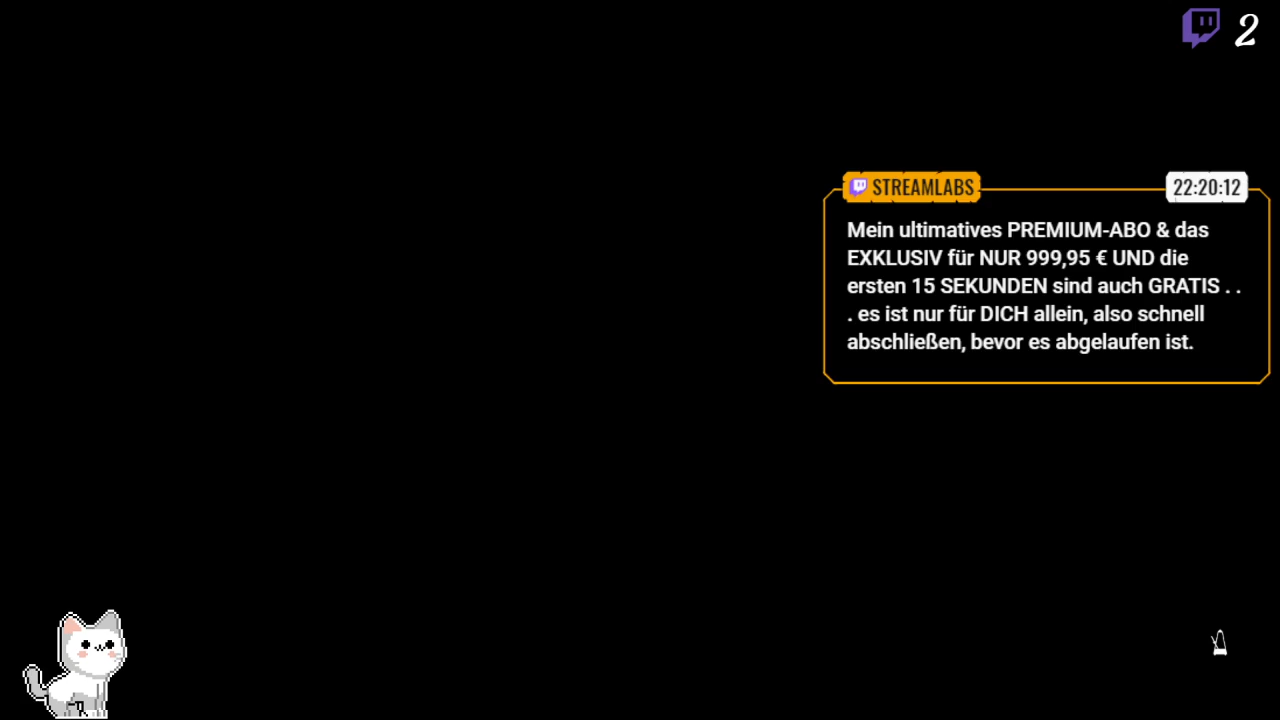 2
STREAMLABS
22:20:12
Mein ultimatives PREMIUM-ABO & das
EXKLUSIV für NUR 999,95 € UND die
ersten 15 SEKUNDEN sind auch GRATIS . .
. es ist nur für DICH allein, also schnell
abschließen, bevor es abgelaufen ist.